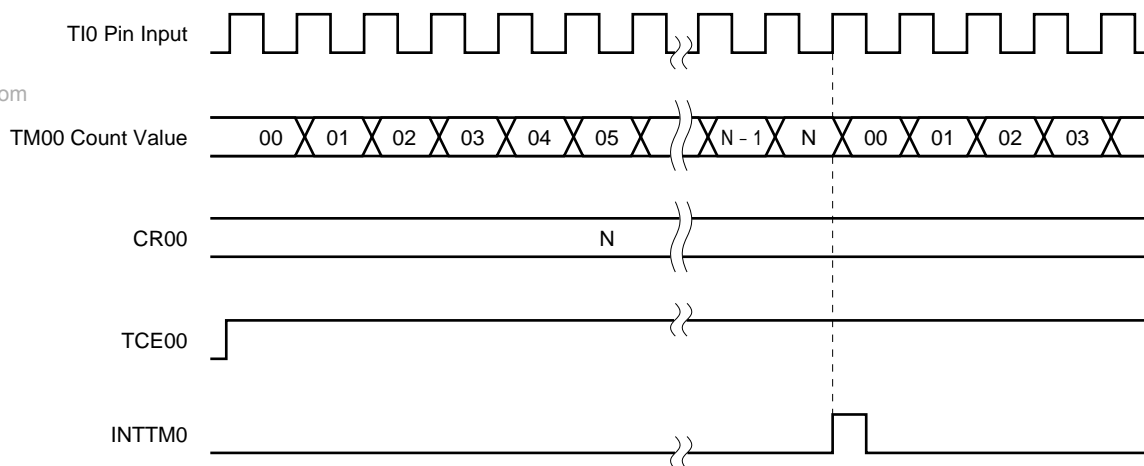 TI0 Pin Input
om
TM00 Count Value 00 01 02 03 04 05 N - 1 N 00 01 02 03
CR00 N
TCE00
INTTM0